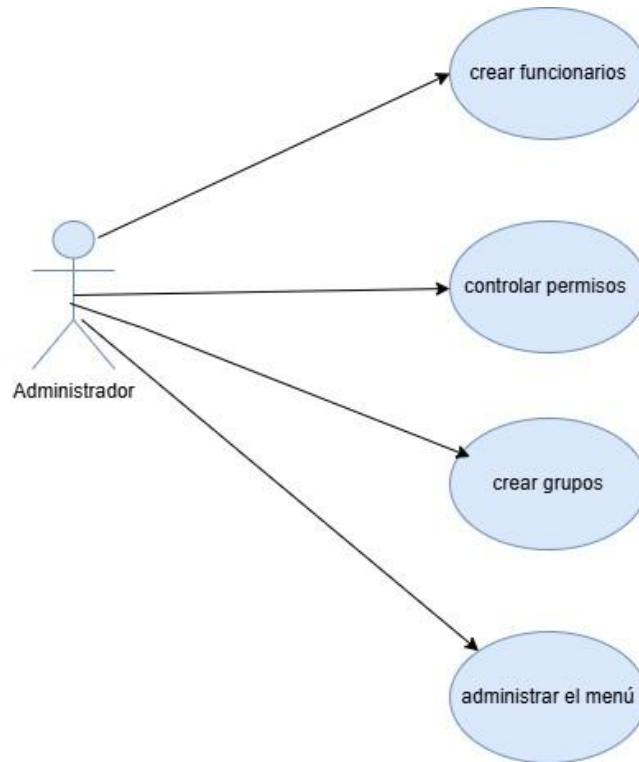 crear funcionarios
controlar permisos
Administrador
crear grupos
administrar el menú